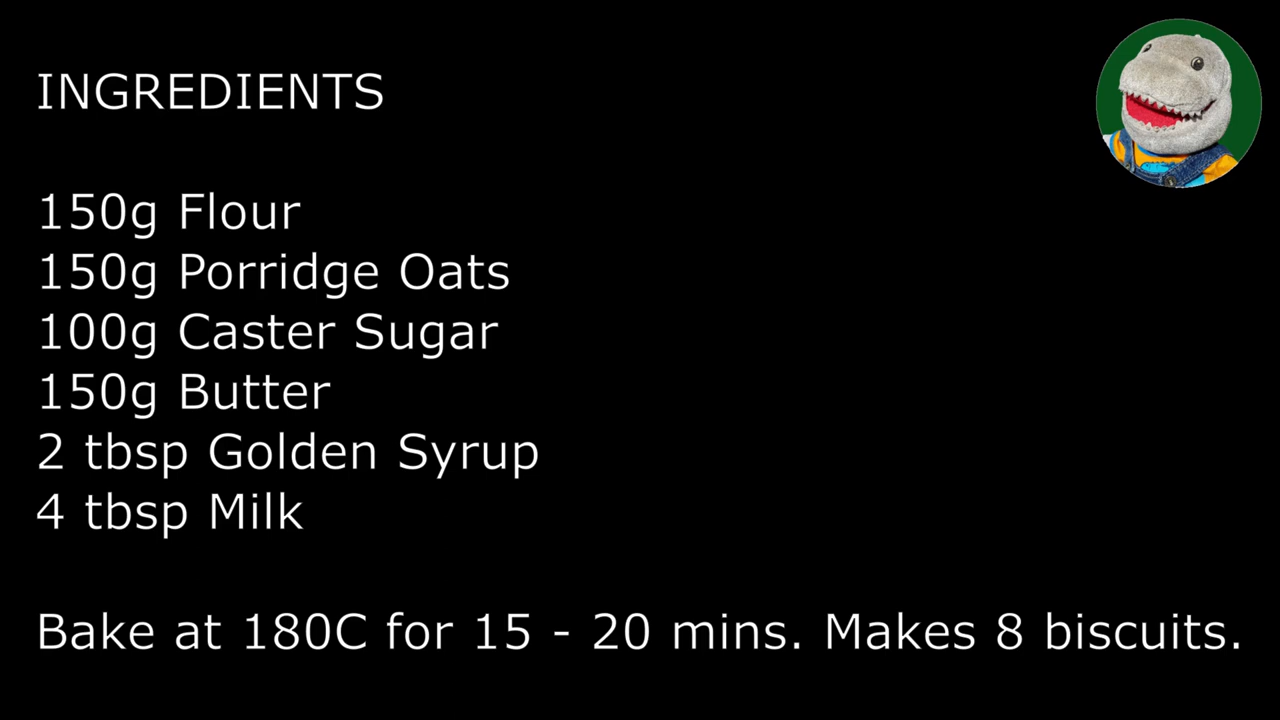 INGREDIENTS
150g Flour
150g Porridge Oats
100g Caster Sugar
150g Butter
2 tbsp Golden Syrup
4 tbsp Milk
Bake at 180C for 15 - 20 mins. Makes 8 biscuits.